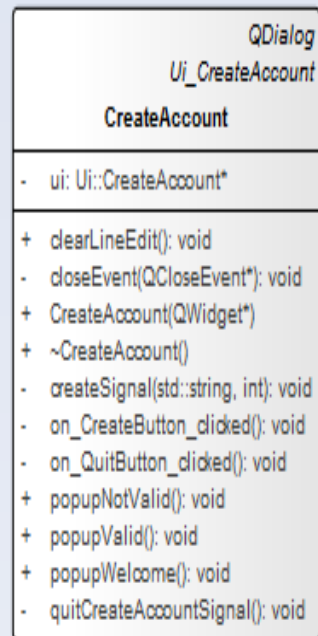 QDialog
Ui_CreateAccount
CreateAccount
- ui: Ui::CreateAccount*
+ clearLineEdit(): void
- closeEvent(QCloseEvent*): void
+ CreateAccount(QWidget*)
+ ~CreateAccount()
- createSignal(std::string, int): void
- on_CreateButton_clicked(): void
- on_QuitButton_clicked(): void
+ popupNotValid(): void
+ popupValid(): void
+ popupWelcome(): void
- quitCreateAccountSignal(): void